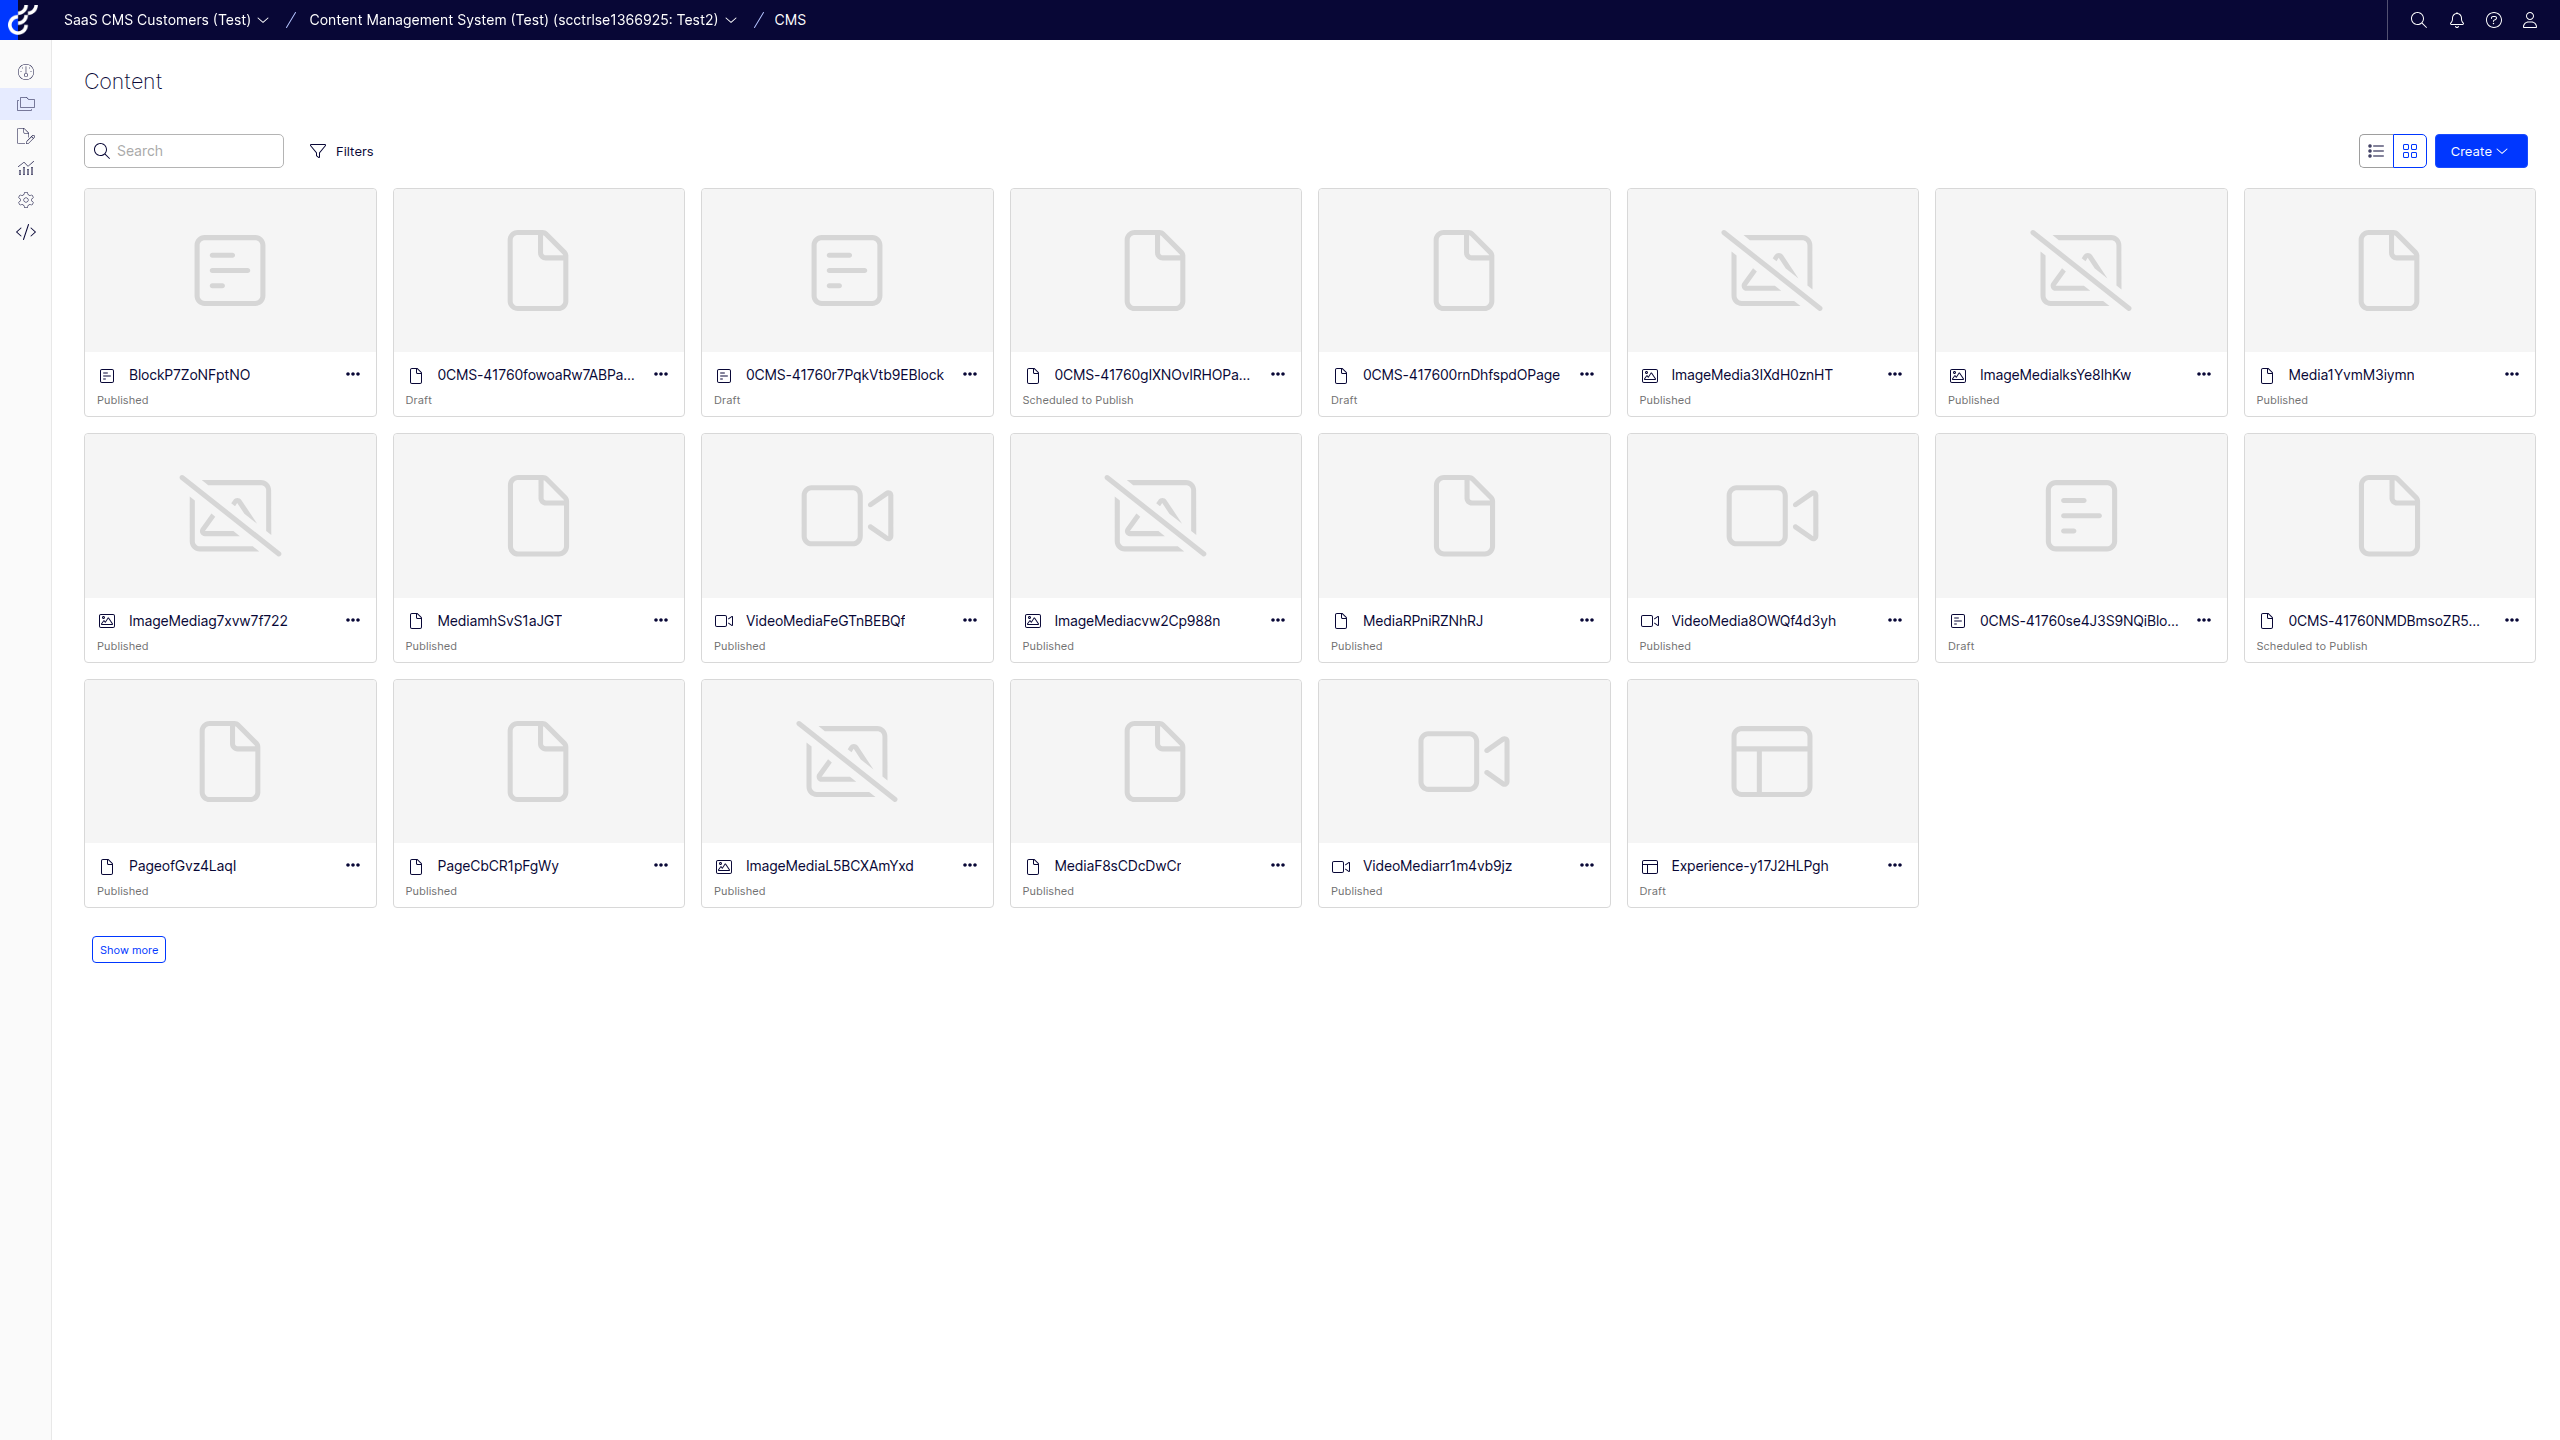 SaaS CMS Customers (Test) / Content Management System (Test) (scctrlse1366925: Test2) / CMS
Content
Search Filters Create
BlockP7ZoNFptNO ••• 0CMS-41760fowoaRw7ABPa... ••• 0CMS-41760r7PqkVtb9EBlock ••• 0CMS-41760gIXNOvIRHOPa... ••• 0CMS-417600rnDhfspdOPage ••• ImageMedia3IXdH0znHT ••• ImageMedialksYe8lhKw ••• Media1YvmM3iymn •••
Published Draft Draft Scheduled to Publish Draft Published Published Published
ImageMediag7xvw7f722 ••• MediamhSvS1aJGT ••• VideoMediaFeGTnBEBQf ••• ImageMediacvw2Cp988n ••• MediaRPniRZNhRJ ••• VideoMedia8OWQf4d3yh ••• 0CMS-41760se4J3S9NQiBlo... ••• 0CMS-41760NMDBmsoZR5... •••
Published Published Published Published Published Published Draft Scheduled to Publish
PageofGvz4LaqI ••• PageCbCR1pFgWy ••• ImageMediaL5BCXAmYxd ••• MediaF8sCDcDwCr ••• VideoMediarr1m4vb9jz ••• Experience-y17J2HLPgh •••
Published Published Published Published Published Draft
Show more